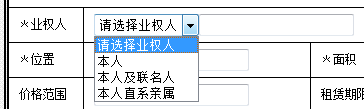 *业权人 请选择业权人
请选择业权人
*位置 本人 *面积
本人及联名人
价格范围 本人直系亲属 租赁期限